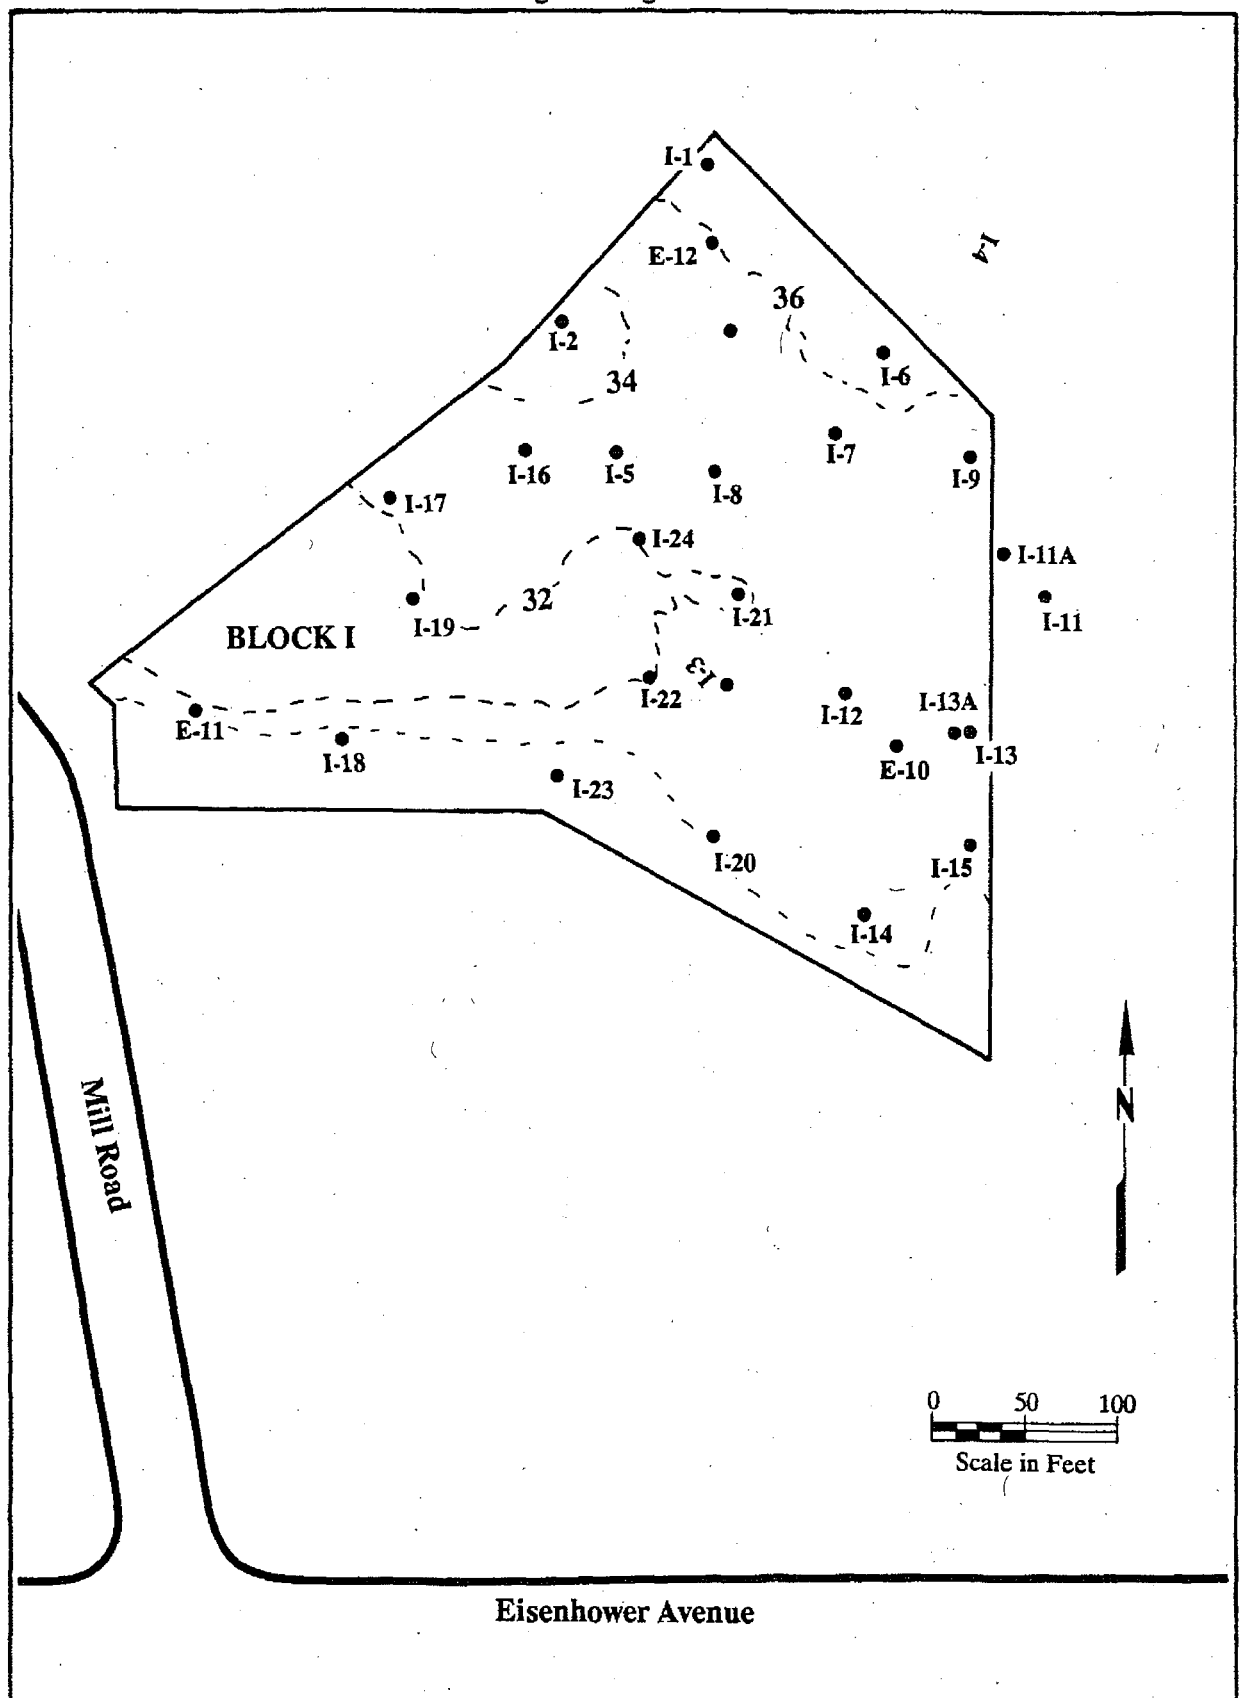 I-1
I-4
E-12
36
I-2
I-6
34
I-7
I-16
I-5
I-9
I-8
I-17
I-24
I-11A
32
I-21
I-11
I-19
BLOCK I
I-3
I-22
I-13A
I-12
E-11
I-13
I-18
E-10
I-23
I-20
I-15
I-14
N
Mill Road
0 50 100
Scale in Feet
Eisenhower Avenue